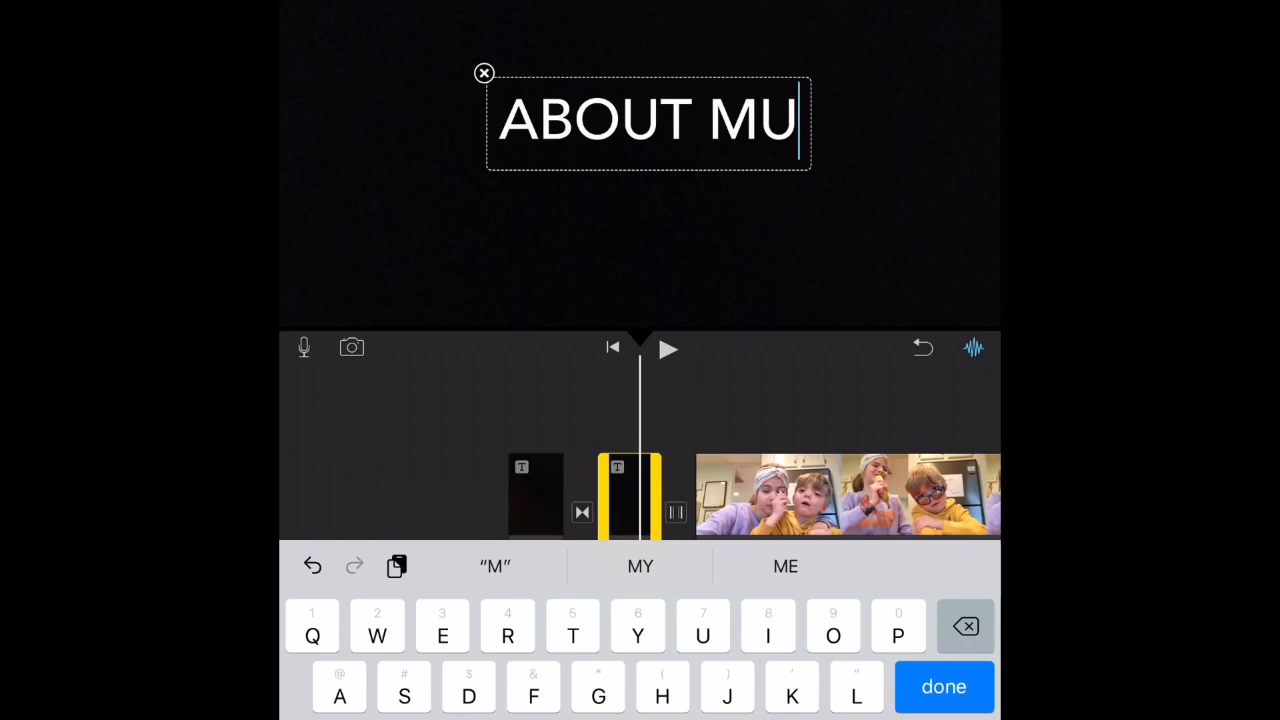 ABOUT MU
T
T
“M” MY ME
1 2 3 4 5 6 7 8 9 0
Q W E R T Y U I O P
@ # $ & * ( ) ' "
A S D F G H J K L done